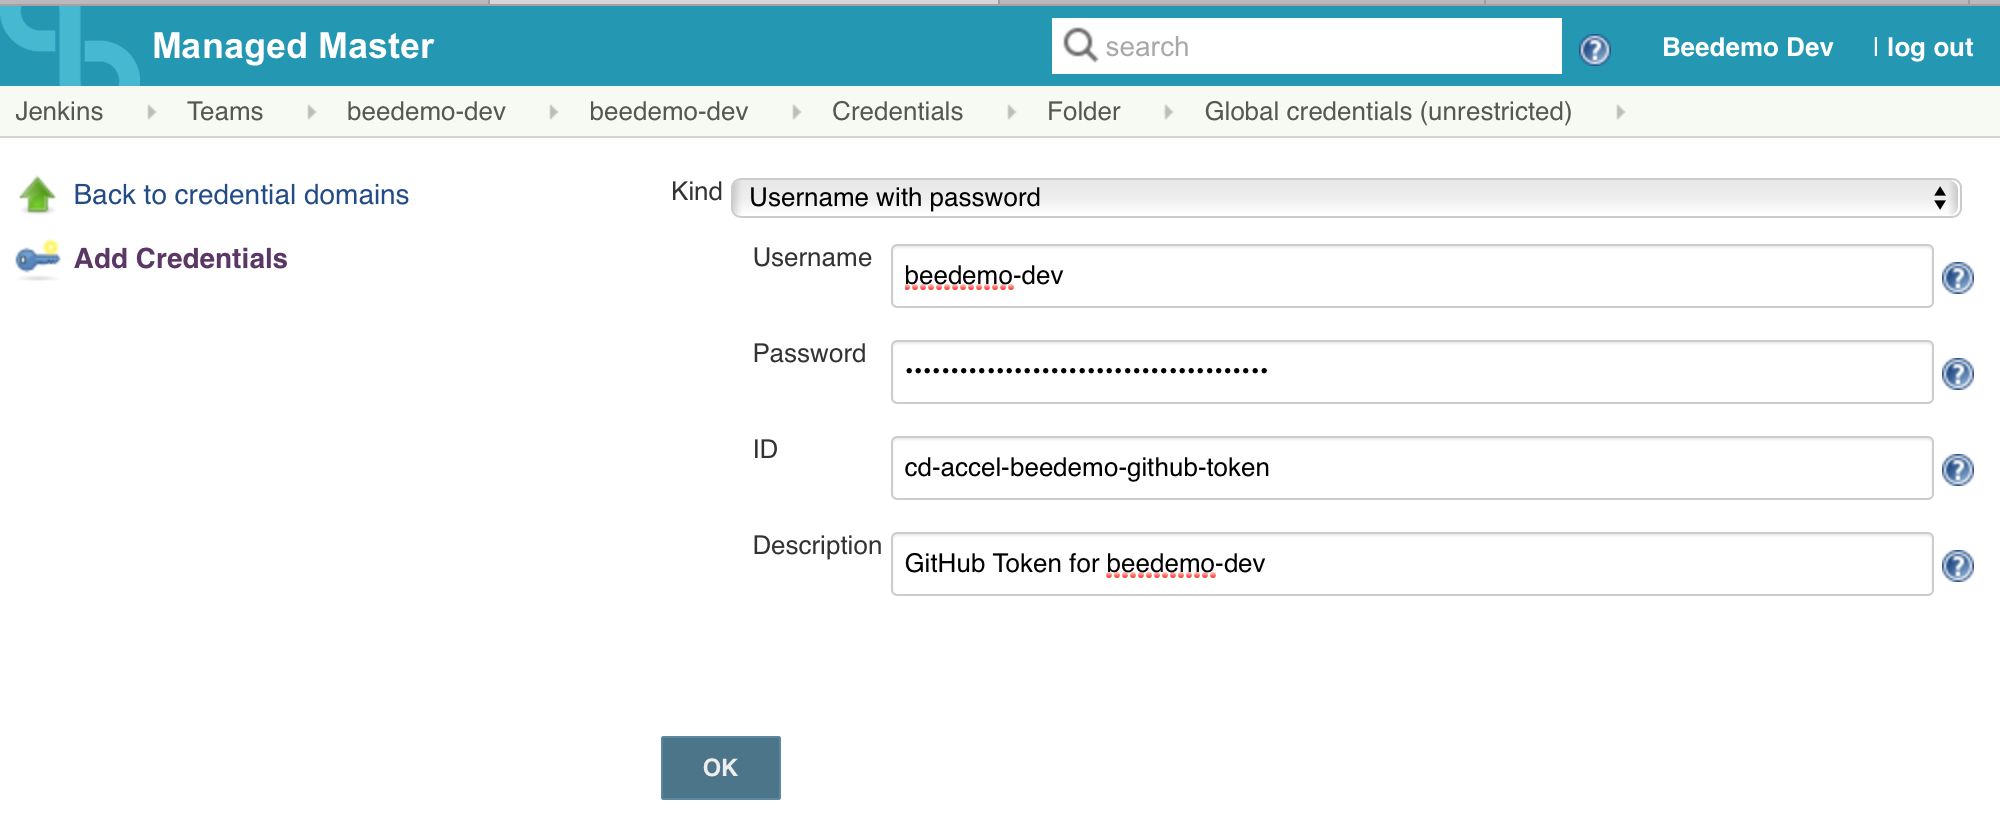 Managed Master search Beedemo Dev | log out
Jenkins Teams beedemo-dev beedemo-dev Credentials Folder Global credentials (unrestricted)
Back to credential domains
Add Credentials
Kind Username with password
Username beedemo-dev
Password ••••••••••••••••••••••••••••••••••••••••
ID cd-accel-beedemo-github-token
Description GitHub Token for beedemo-dev
OK